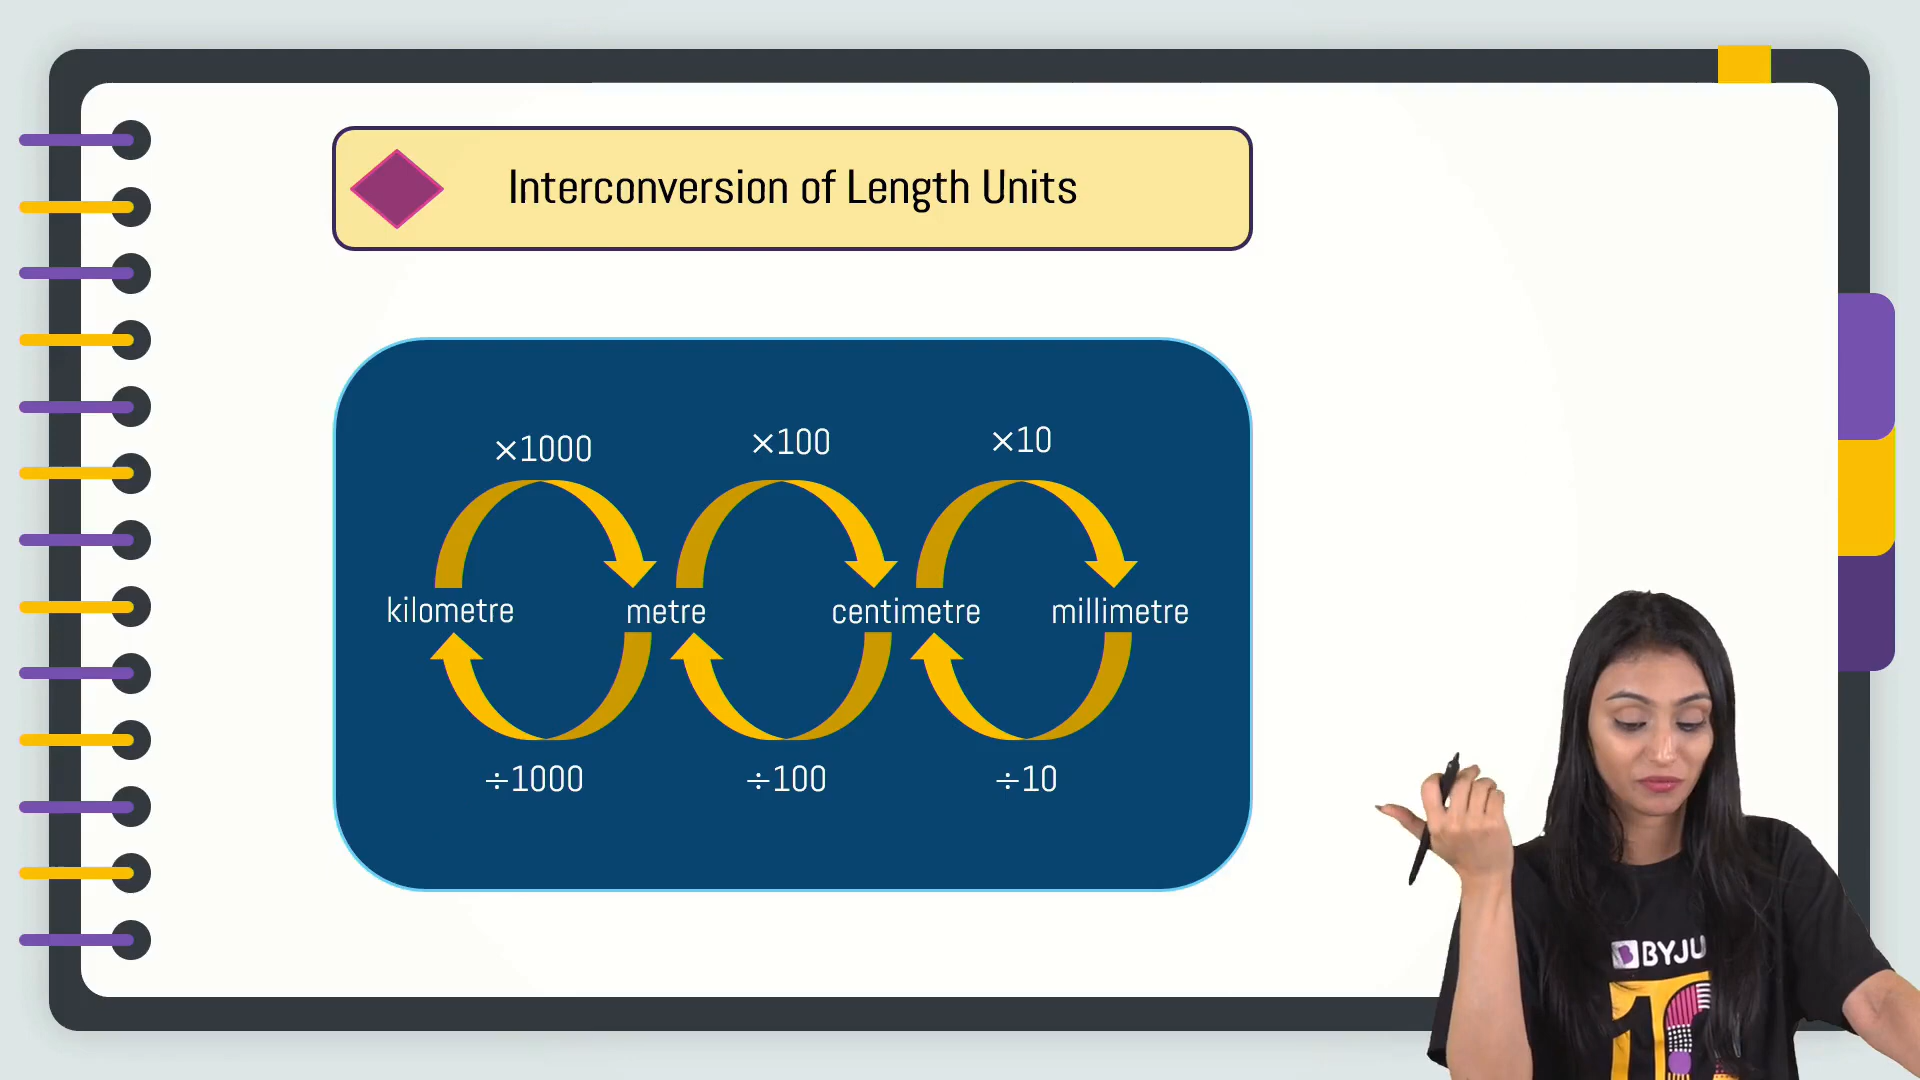 Interconversion of Length Units
×1000 ×100 ×10
kilometre metre centimetre millimetre
÷1000 ÷100 ÷10
BYJU